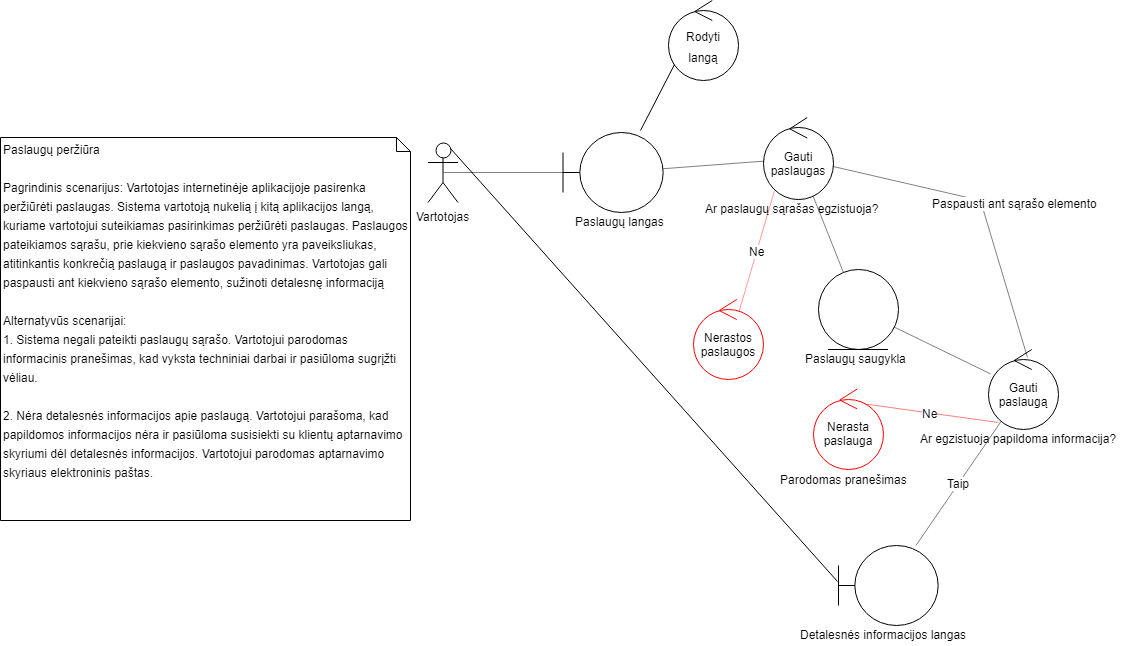 Paslaugų peržiūra
Pagrindinis scenarijus: Vartotojas internetinėje aplikacijoje pasirenka
peržiūrėti paslaugas. Sistema vartotoją nukelią į kitą aplikacijos langą,
kuriame vartotojui suteikiamas pasirinkimas peržiūrėti paslaugas. Paslaugos
pateikiamos sąrašu, prie kiekvieno sąrašo elemento yra paveiksliukas,
atitinkantis konkrečią paslaugą ir paslaugos pavadinimas. Vartotojas gali
paspausti ant kiekvieno sąrašo elemento, sužinoti detalesnę informaciją
Alternatyvūs scenarijai:
1. Sistema negali pateikti paslaugų sąrašo. Vartotojui parodomas
informacinis pranešimas, kad vyksta techniniai darbai ir pasiūloma sugrįžti
vėliau.
2. Nėra detalesnės informacijos apie paslaugą. Vartotojui parašoma, kad
papildomos informacijos nėra ir pasiūloma susisiekti su klientų aptarnavimo
skyriumi dėl detalesnės informacijos. Vartotojui parodomas aptarnavimo
skyriaus elektroninis paštas.
Vartotojas
Rodyti
langą
Paslaugų langas
Gauti
paslaugas
Ar paslaugų sąrašas egzistuoja?
Paspausti ant sąrašo elemento
Ne
Nerastos
paslaugos
Paslaugų saugykla
Gauti
paslaugą
Ne
Ar egzistuoja papildoma informacija?
Nerasta
paslauga
Parodomas pranešimas
Taip
Detalesnės informacijos langas